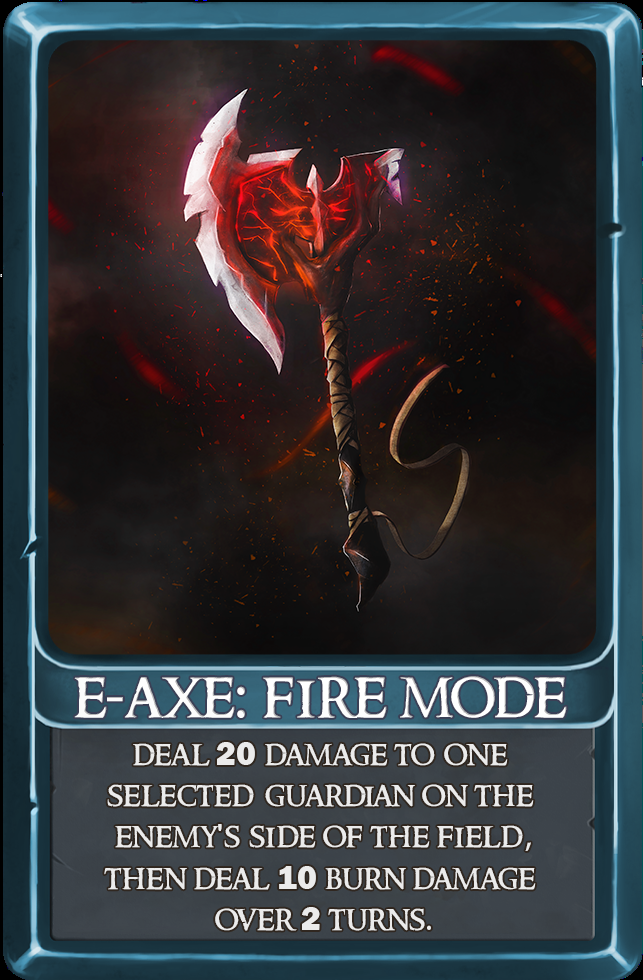 E-AXE: FIRE MODE
DEAL 20 DAMAGE TO ONE
SELECTED GUARDIAN ON THE
ENEMY'S SIDE OF THE FIELD,
THEN DEAL 10 BURN DAMAGE
OVER 2 TURNS.